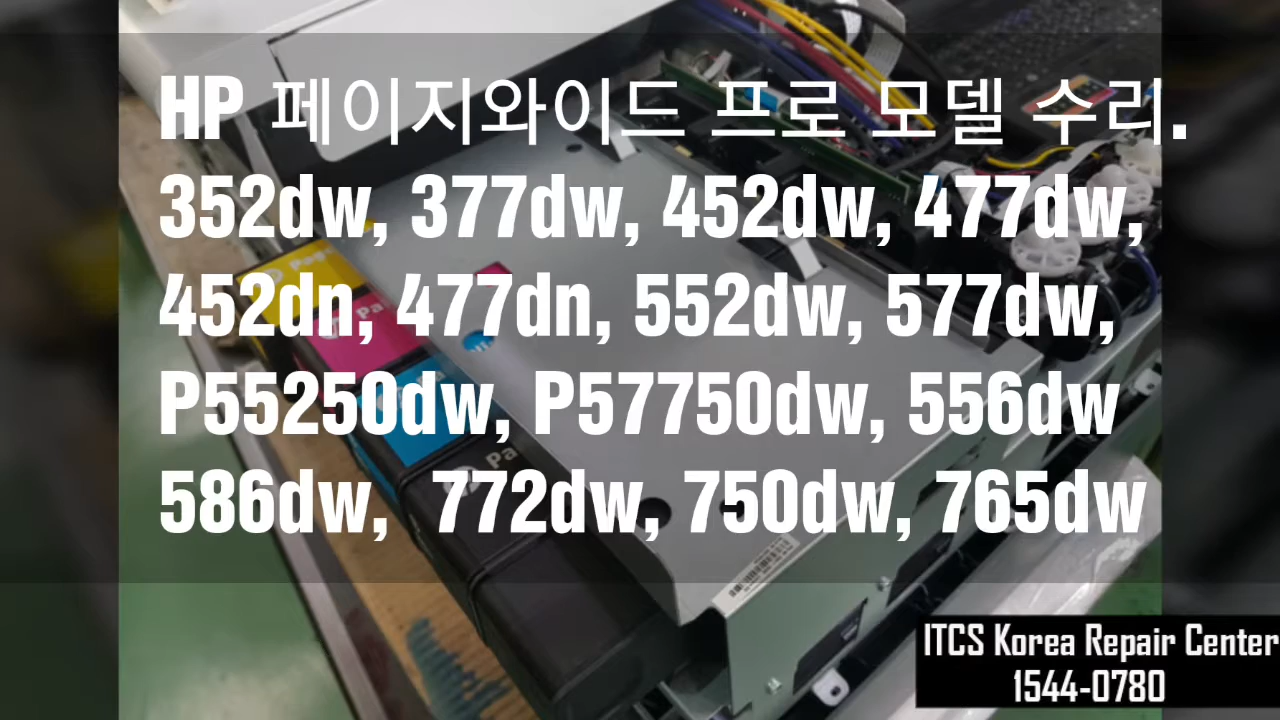 HP 페이지와이드 프로 모델 수리.
352dw, 377dw, 452dw, 477dw,
452dn, 477dn, 552dw, 577dw,
P55250dw, P57750dw, 556dw
586dw, 772dw, 750dw, 765dw
ITCS Korea Repair Center
1544-0780